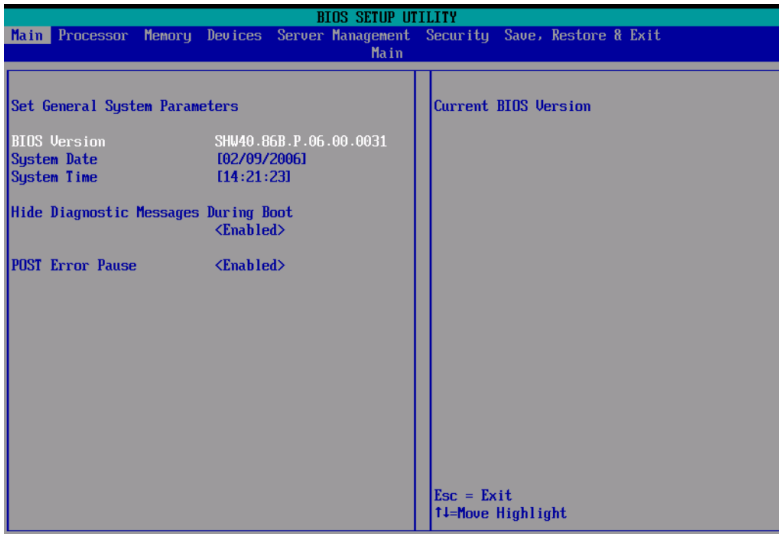 BIOS SETUP UTILITY
Main Processor Memory Devices Server Management Security Save, Restore & Exit
Main
Set General System Parameters
BIOS Version SHW40.86B.P.06.00.0031
System Date [02/09/2006]
System Time [14:21:23]
Hide Diagnostic Messages During Boot
<Enabled>
POST Error Pause <Enabled>
Current BIOS Version
Esc = Exit
↑↓=Move Highlight